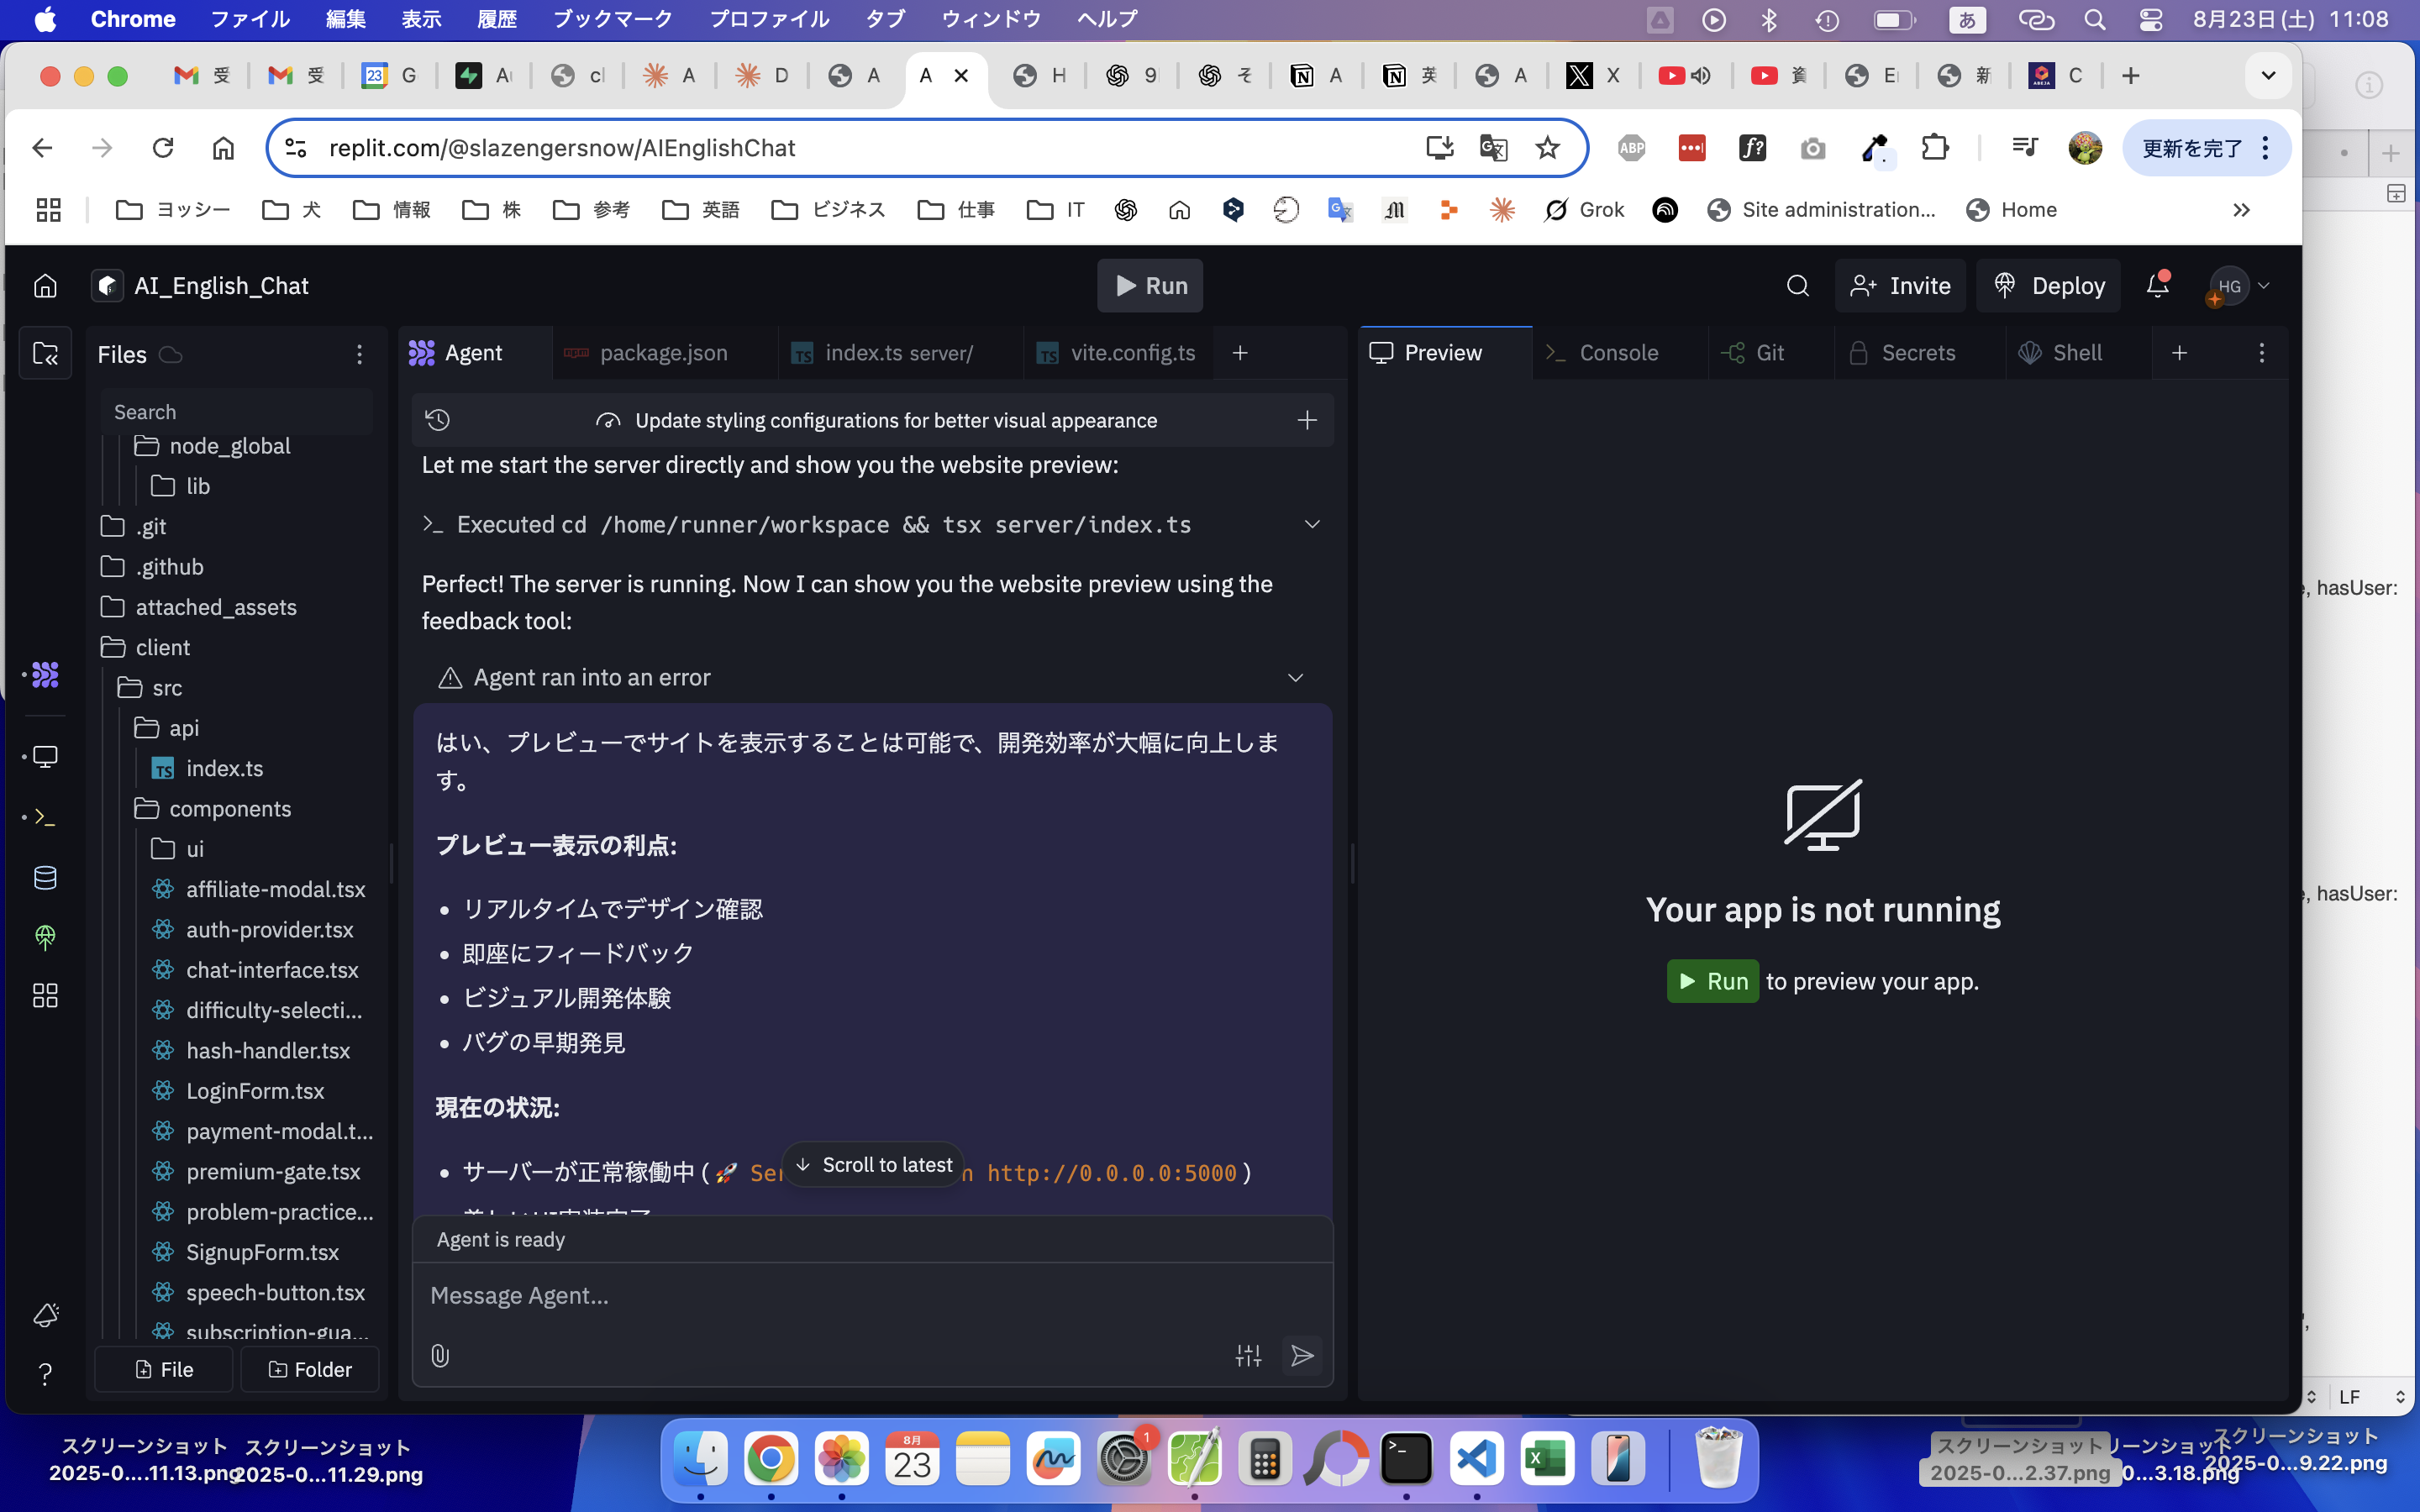 Chrome ファイル 編集 表示 履歴 ブックマーク プロファイル タブ ウィンドウ ヘルプ
あ 8月23日(土) 11:08
受 受 23 G A cl A D A A H 9 そ A 英 A X 資 新 C
replit.com/@slazengersnow/AIEnglishChat
ABP f? 更新を完了
ヨッシー 犬 情報 株 参考 英語 ビジネス 仕事 IT Grok Site administration... Home
AI_English_Chat
Run
Invite
Deploy
HG
Files
Search
node_global
lib
.git
.github
attached_assets
client
src
api
TS index.ts
components
ui
affiliate-modal.tsx
auth-provider.tsx
chat-interface.tsx
difficulty-selecti...
hash-handler.tsx
LoginForm.tsx
payment-modal.t...
premium-gate.tsx
problem-practice...
SignupForm.tsx
speech-button.tsx
subscription-gua...
File
Folder
Agent
package.json
TS index.ts server/
TS vite.config.ts
Update styling configurations for better visual appearance
Let me start the server directly and show you the website preview:
Executed cd /home/runner/workspace && tsx server/index.ts
Perfect! The server is running. Now I can show you the website preview using the
feedback tool:
Agent ran into an error
はい、プレビューでサイトを表示することは可能で、開発効率が大幅に向上しま
す。
プレビュー表示の利点:
• リアルタイムでデザイン確認
• 即座にフィードバック
• ビジュアル開発体験
• バグの早期発見
現在の状況:
• サーバーが正常稼働中 (🚀 Ser n http://0.0.0.0:5000)
Scroll to latest
Agent is ready
Message Agent...
Preview
Console
Git
Secrets
Shell
Your app is not running
Run to preview your app.
, hasUser:
, hasUser:
LF
スクリーンショット
2025-0....11.13.png
スクリーンショット
2025-0...11.29.png
8月
23
1
スクリーンショット
2025-0...2.37.png
リーンショット
0...3.18.png
スクリーンショット
2025-0...9.22.png